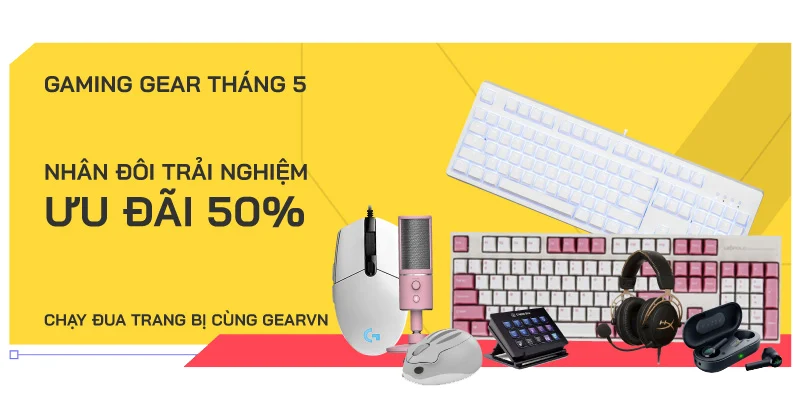 GAMING GEAR THÁNG 5
NHÂN ĐÔI TRẢI NGHIỆM
ƯU ĐÃI 50%
CHẠY ĐUA TRANG BỊ CÙNG GEARVN